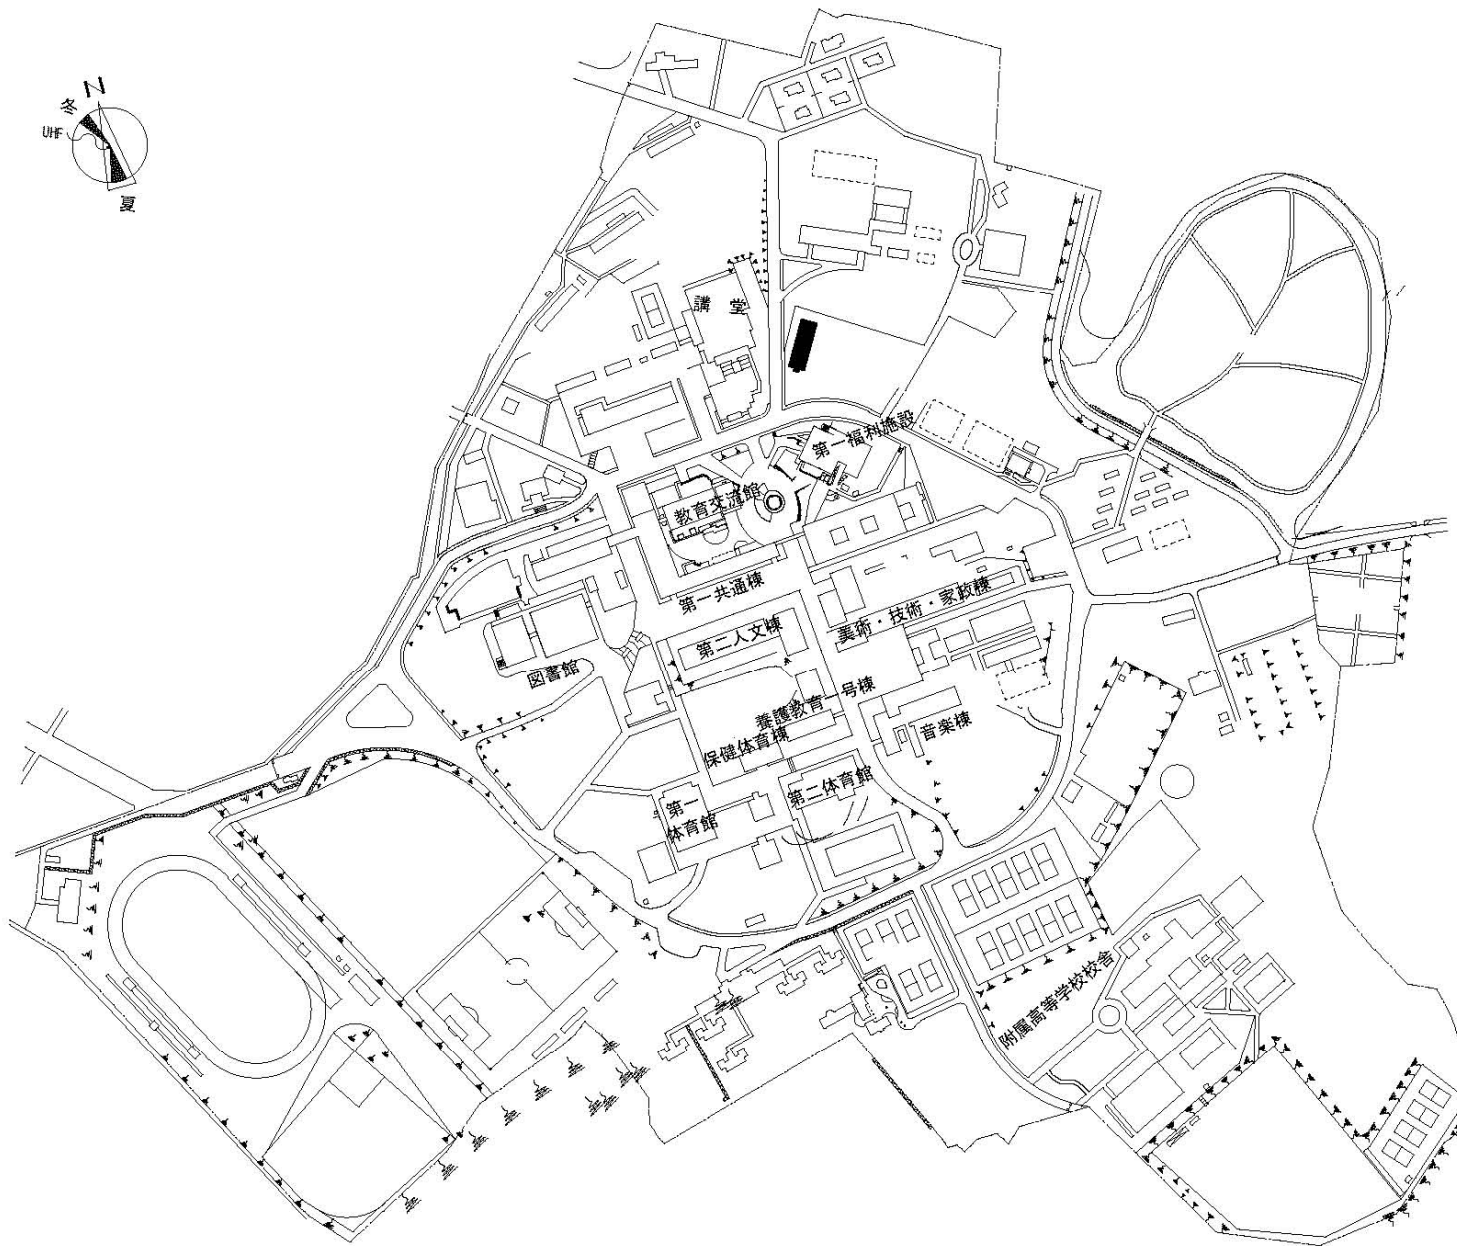 N
冬
UHF
夏
講堂
第一福利施設
教育交流館
第一共通棟
美術・技術・家政棟
第二人文棟
図書館
養護教育一号棟
音楽棟
保健体育棟
第二体育館
第一
体育館
附属高等学校校舎